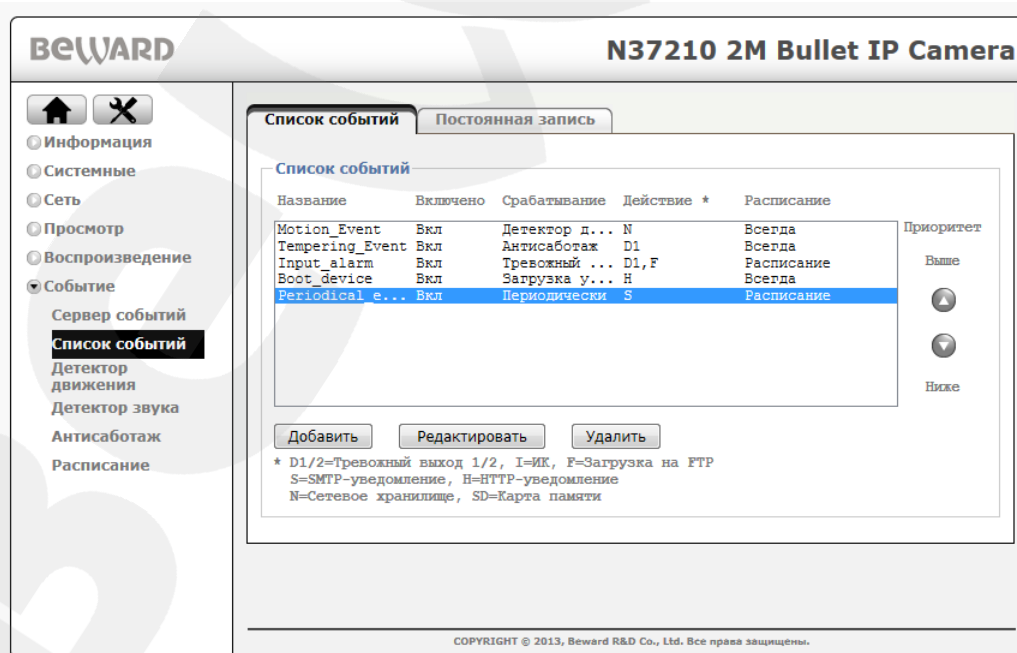 BEWARD
N37210 2M Bullet IP Camera
Информация
Системные
Сеть
Просмотр
Воспроизведение
Событие
Сервер событий
Список событий
Детектор
движения
Детектор звука
Антисаботаж
Расписание
Список событий Постоянная запись
Список событий
Название Включено Срабатывание Действие * Расписание
Motion_Event Вкл Детектор д... N Всегда
Tempering_Event Вкл Антисаботаж D1 Всегда
Input_alarm Вкл Тревожный ... D1,F Расписание
Boot_device Вкл Загрузка у... H Всегда
Periodical_e... Вкл Периодически S Расписание
Приоритет
Выше
Ниже
Добавить Редактировать Удалить
* D1/2=Тревожный выход 1/2, I=ИК, F=Загрузка на FTP
S=SMTP-уведомление, H=HTTP-уведомление
N=Сетевое хранилище, SD=Карта памяти
COPYRIGHT © 2013, Beward R&D Co., Ltd. Все права защищены.